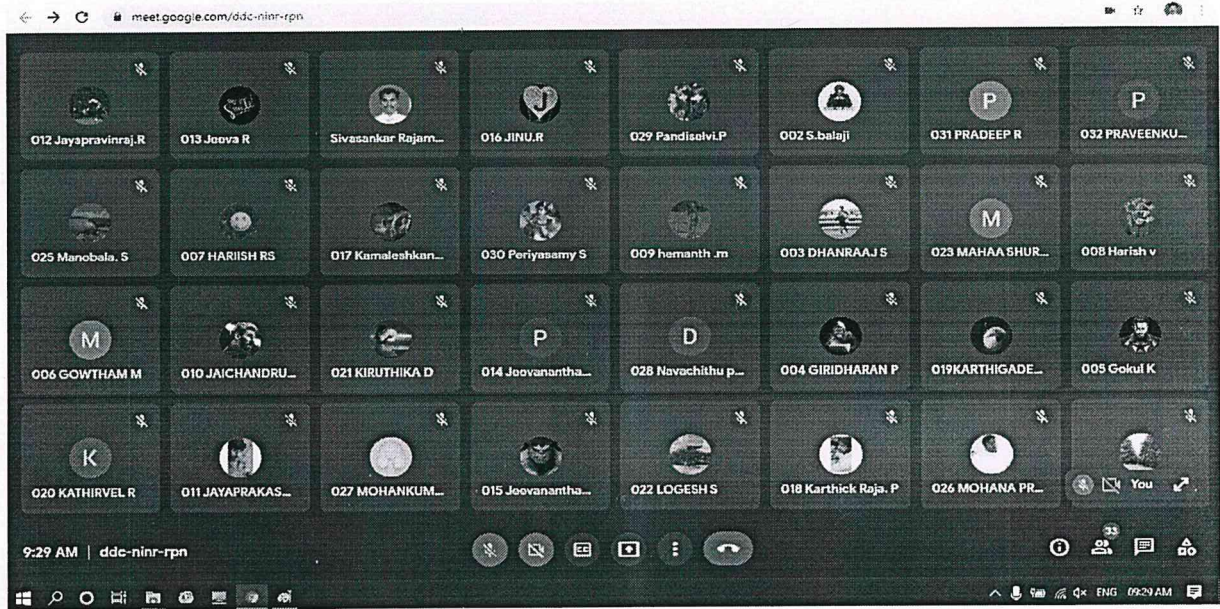 meet.google.com/ddc-ninr-rpn
012 Jayapravinraj.R
013 Jeeva R
Sivasankar Rajam...
J
016 JINU.R
029 Pandiselvi.P
002 S.balaji
P
031 PRADEEP R
P
032 PRAVEENKU...
025 Manobala. S
007 HARIISH RS
017 Kamaleshkan...
030 Periyasamy S
009 hemanth .m
003 DHANRAAJ S
M
023 MAHAA SHUR...
008 Harish v
M
006 GOWTHAM M
010 JAICHANDRU...
021 KIRUTHIKA D
P
014 Jeevanantha...
D
028 Navachithu p...
004 GIRIDHARAN P
019KARTHIGADE...
005 Gokul K
K
020 KATHIRVEL R
011 JAYAPRAKAS...
027 MOHANKUM...
015 Jeevanantha...
022 LOGESH S
018 Karthick Raja. P
026 MOHANA PR...
You
9:29 AM | ddc-ninr-rpn
CC
33
ENG 09:29 AM